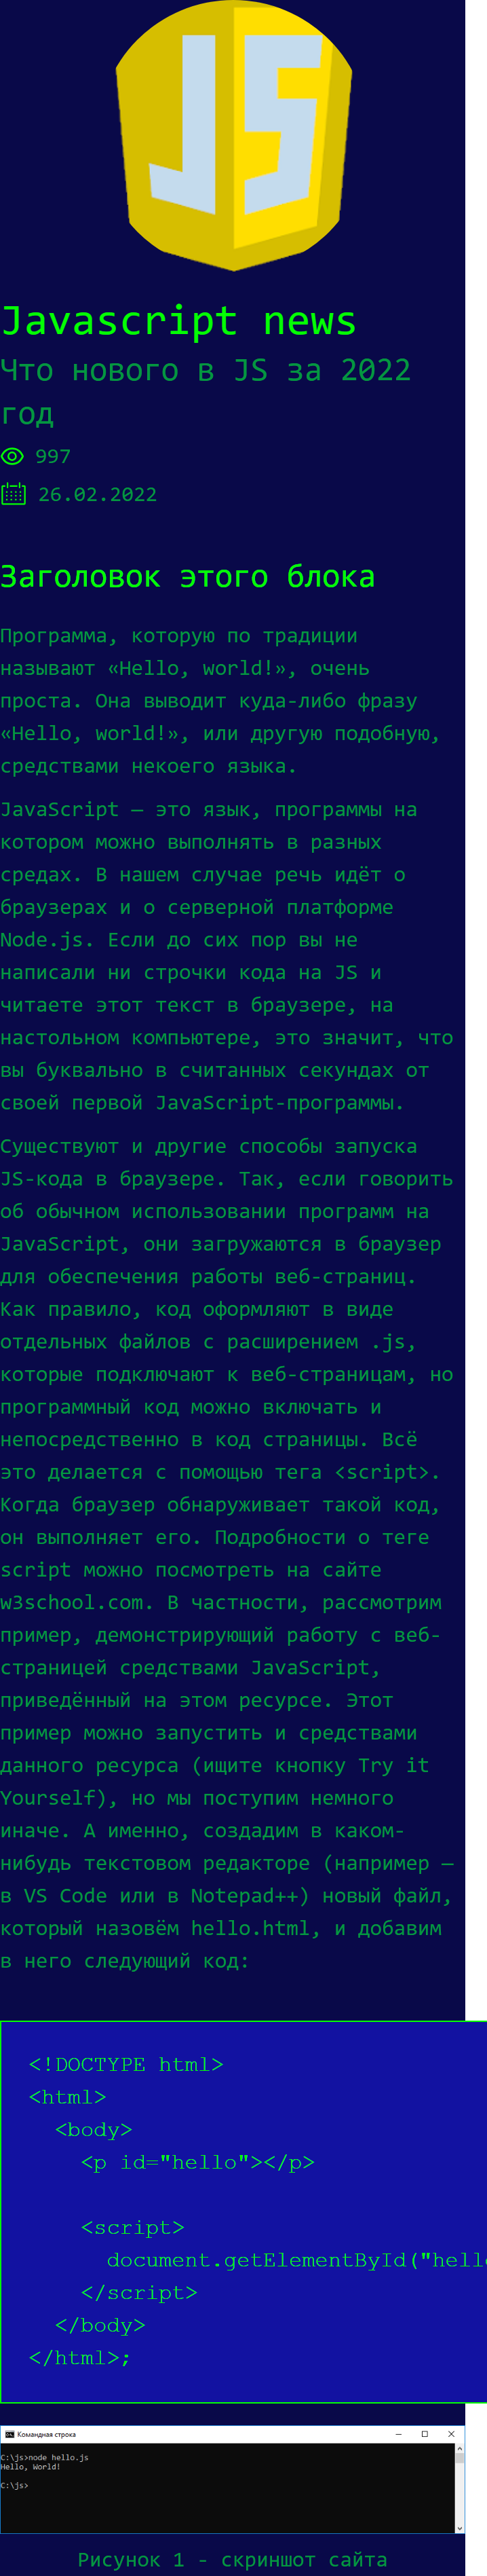 JS
Javascript news
Что нового в JS за 2022
год
997
26.02.2022
Заголовок этого блока
Программа, которую по традиции
называют «Hello, world!», очень
проста. Она выводит куда-либо фразу
«Hello, world!», или другую подобную,
средствами некоего языка.
JavaScript — это язык, программы на
котором можно выполнять в разных
средах. В нашем случае речь идёт о
браузерах и о серверной платформе
Node.js. Если до сих пор вы не
написали ни строчки кода на JS и
читаете этот текст в браузере, на
настольном компьютере, это значит, что
вы буквально в считанных секундах от
своей первой JavaScript-программы.
Существуют и другие способы запуска
JS-кода в браузере. Так, если говорить
об обычном использовании программ на
JavaScript, они загружаются в браузер
для обеспечения работы веб-страниц.
Как правило, код оформляют в виде
отдельных файлов с расширением .js,
которые подключают к веб-страницам, но
программный код можно включать и
непосредственно в код страницы. Всё
это делается с помощью тега <script>.
Когда браузер обнаруживает такой код,
он выполняет его. Подробности о теге
script можно посмотреть на сайте
w3school.com. В частности, рассмотрим
пример, демонстрирующий работу с веб-
страницей средствами JavaScript,
приведённый на этом ресурсе. Этот
пример можно запустить и средствами
данного ресурса (ищите кнопку Try it
Yourself), но мы поступим немного
иначе. А именно, создадим в каком-
нибудь текстовом редакторе (например —
в VS Code или в Notepad++) новый файл,
который назовём hello.html, и добавим
в него следующий код:
<!DOCTYPE html>
<html>
<body>
<p id="hello"></p>
<script>
document.getElementById("hell
</script>
</body>
</html>;
Командная строка
C:\js>node hello.js
Hello, World!
C:\js>
Рисунок 1 - скриншот сайта